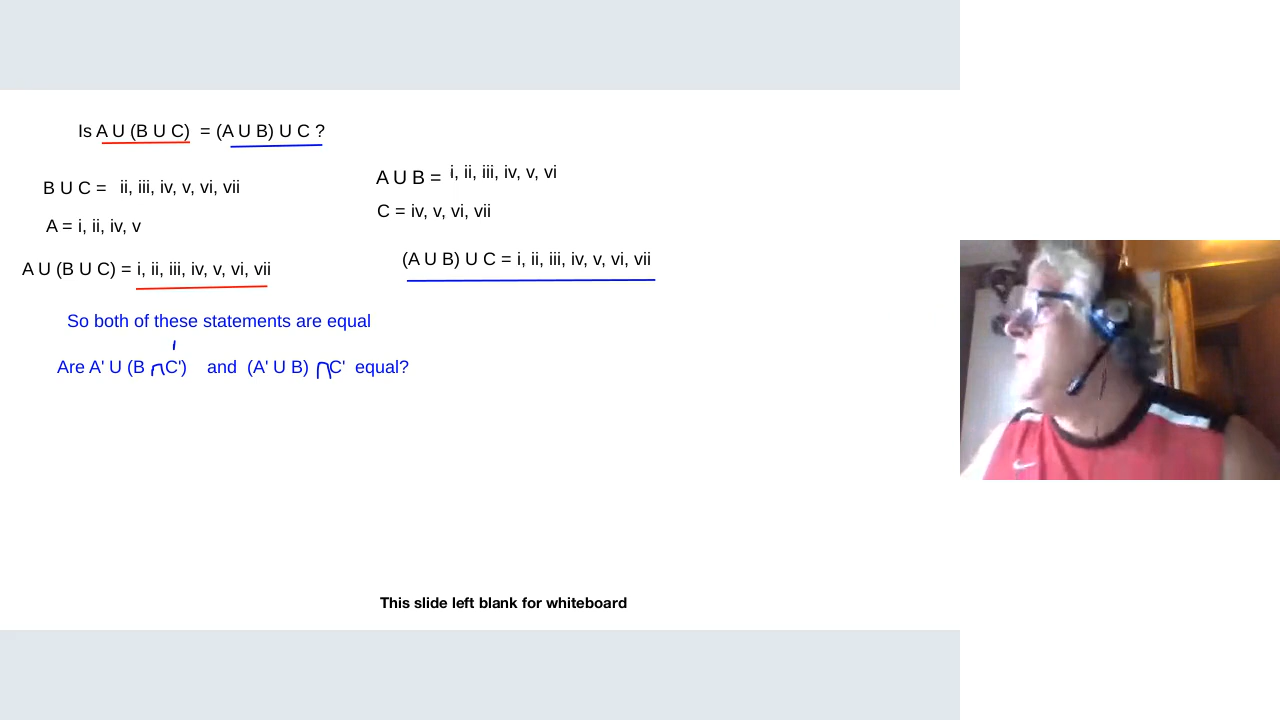 Is A U (B U C) = (A U B) U C ?
B U C = ii, iii, iv, v, vi, vii
A = i, ii, iv, v
A U (B U C) = i, ii, iii, iv, v, vi, vii
A U B = i, ii, iii, iv, v, vi
C = iv, v, vi, vii
(A U B) U C = i, ii, iii, iv, v, vi, vii
So both of these statements are equal
Are A' U (B ∩ C') and (A' U B) ∩ C' equal?
This slide left blank for whiteboard